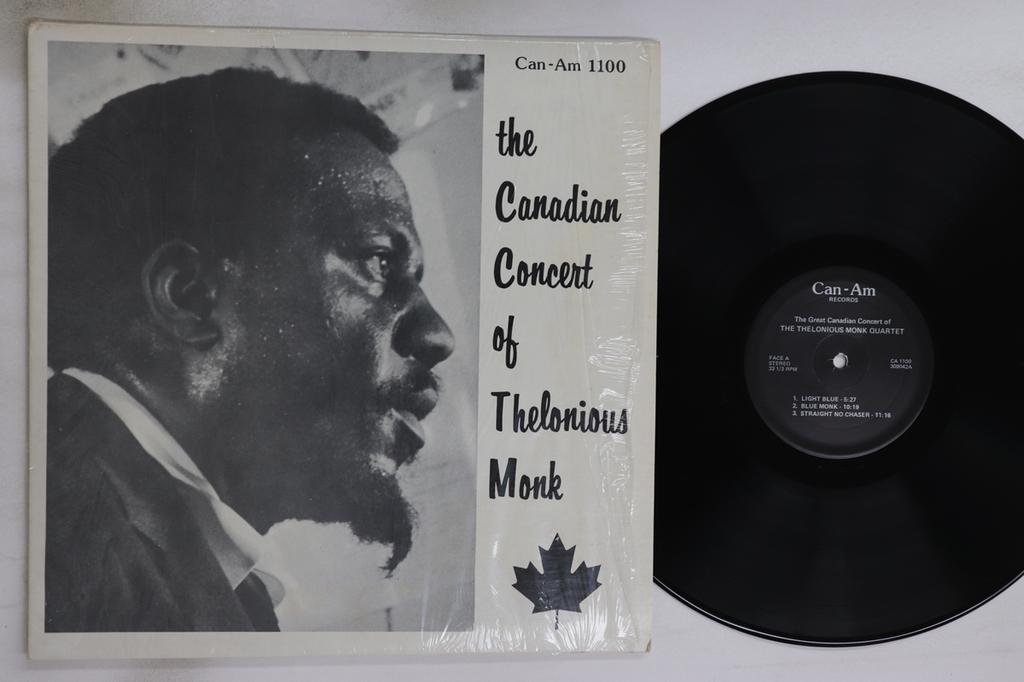 Can-Am 1100
the
Canadian
Concert
of
Thelonious
Monk
Can-Am
RECORDS
The Great Canadian Concert of
THE THELONIOUS MONK QUARTET
FACE A
STEREO
33 1/3 RPM
CA 1100
308042A
1. LIGHT BLUE - 5:27
2. BLUE MONK - 10:19
3. STRAIGHT NO CHASER - 11:16